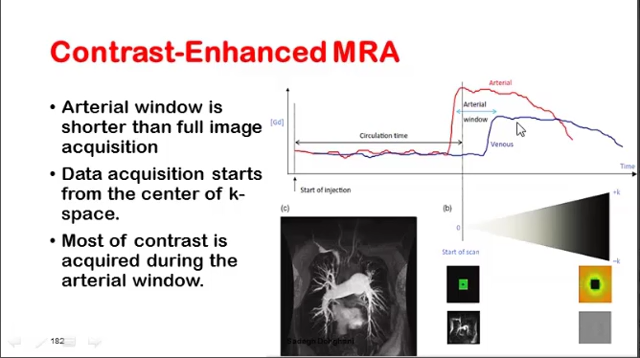 Contrast-Enhanced MRA
• Arterial window is
shorter than full image
acquisition
• Data acquisition starts
from the center of k-
space.
• Most of contrast is
acquired during the
arterial window.
Arterial
Arterial
window
[Gd]
Circulation time
Venous
Time
Start of injection
(c)
(b)
+k
0
−k
Start of scan
182